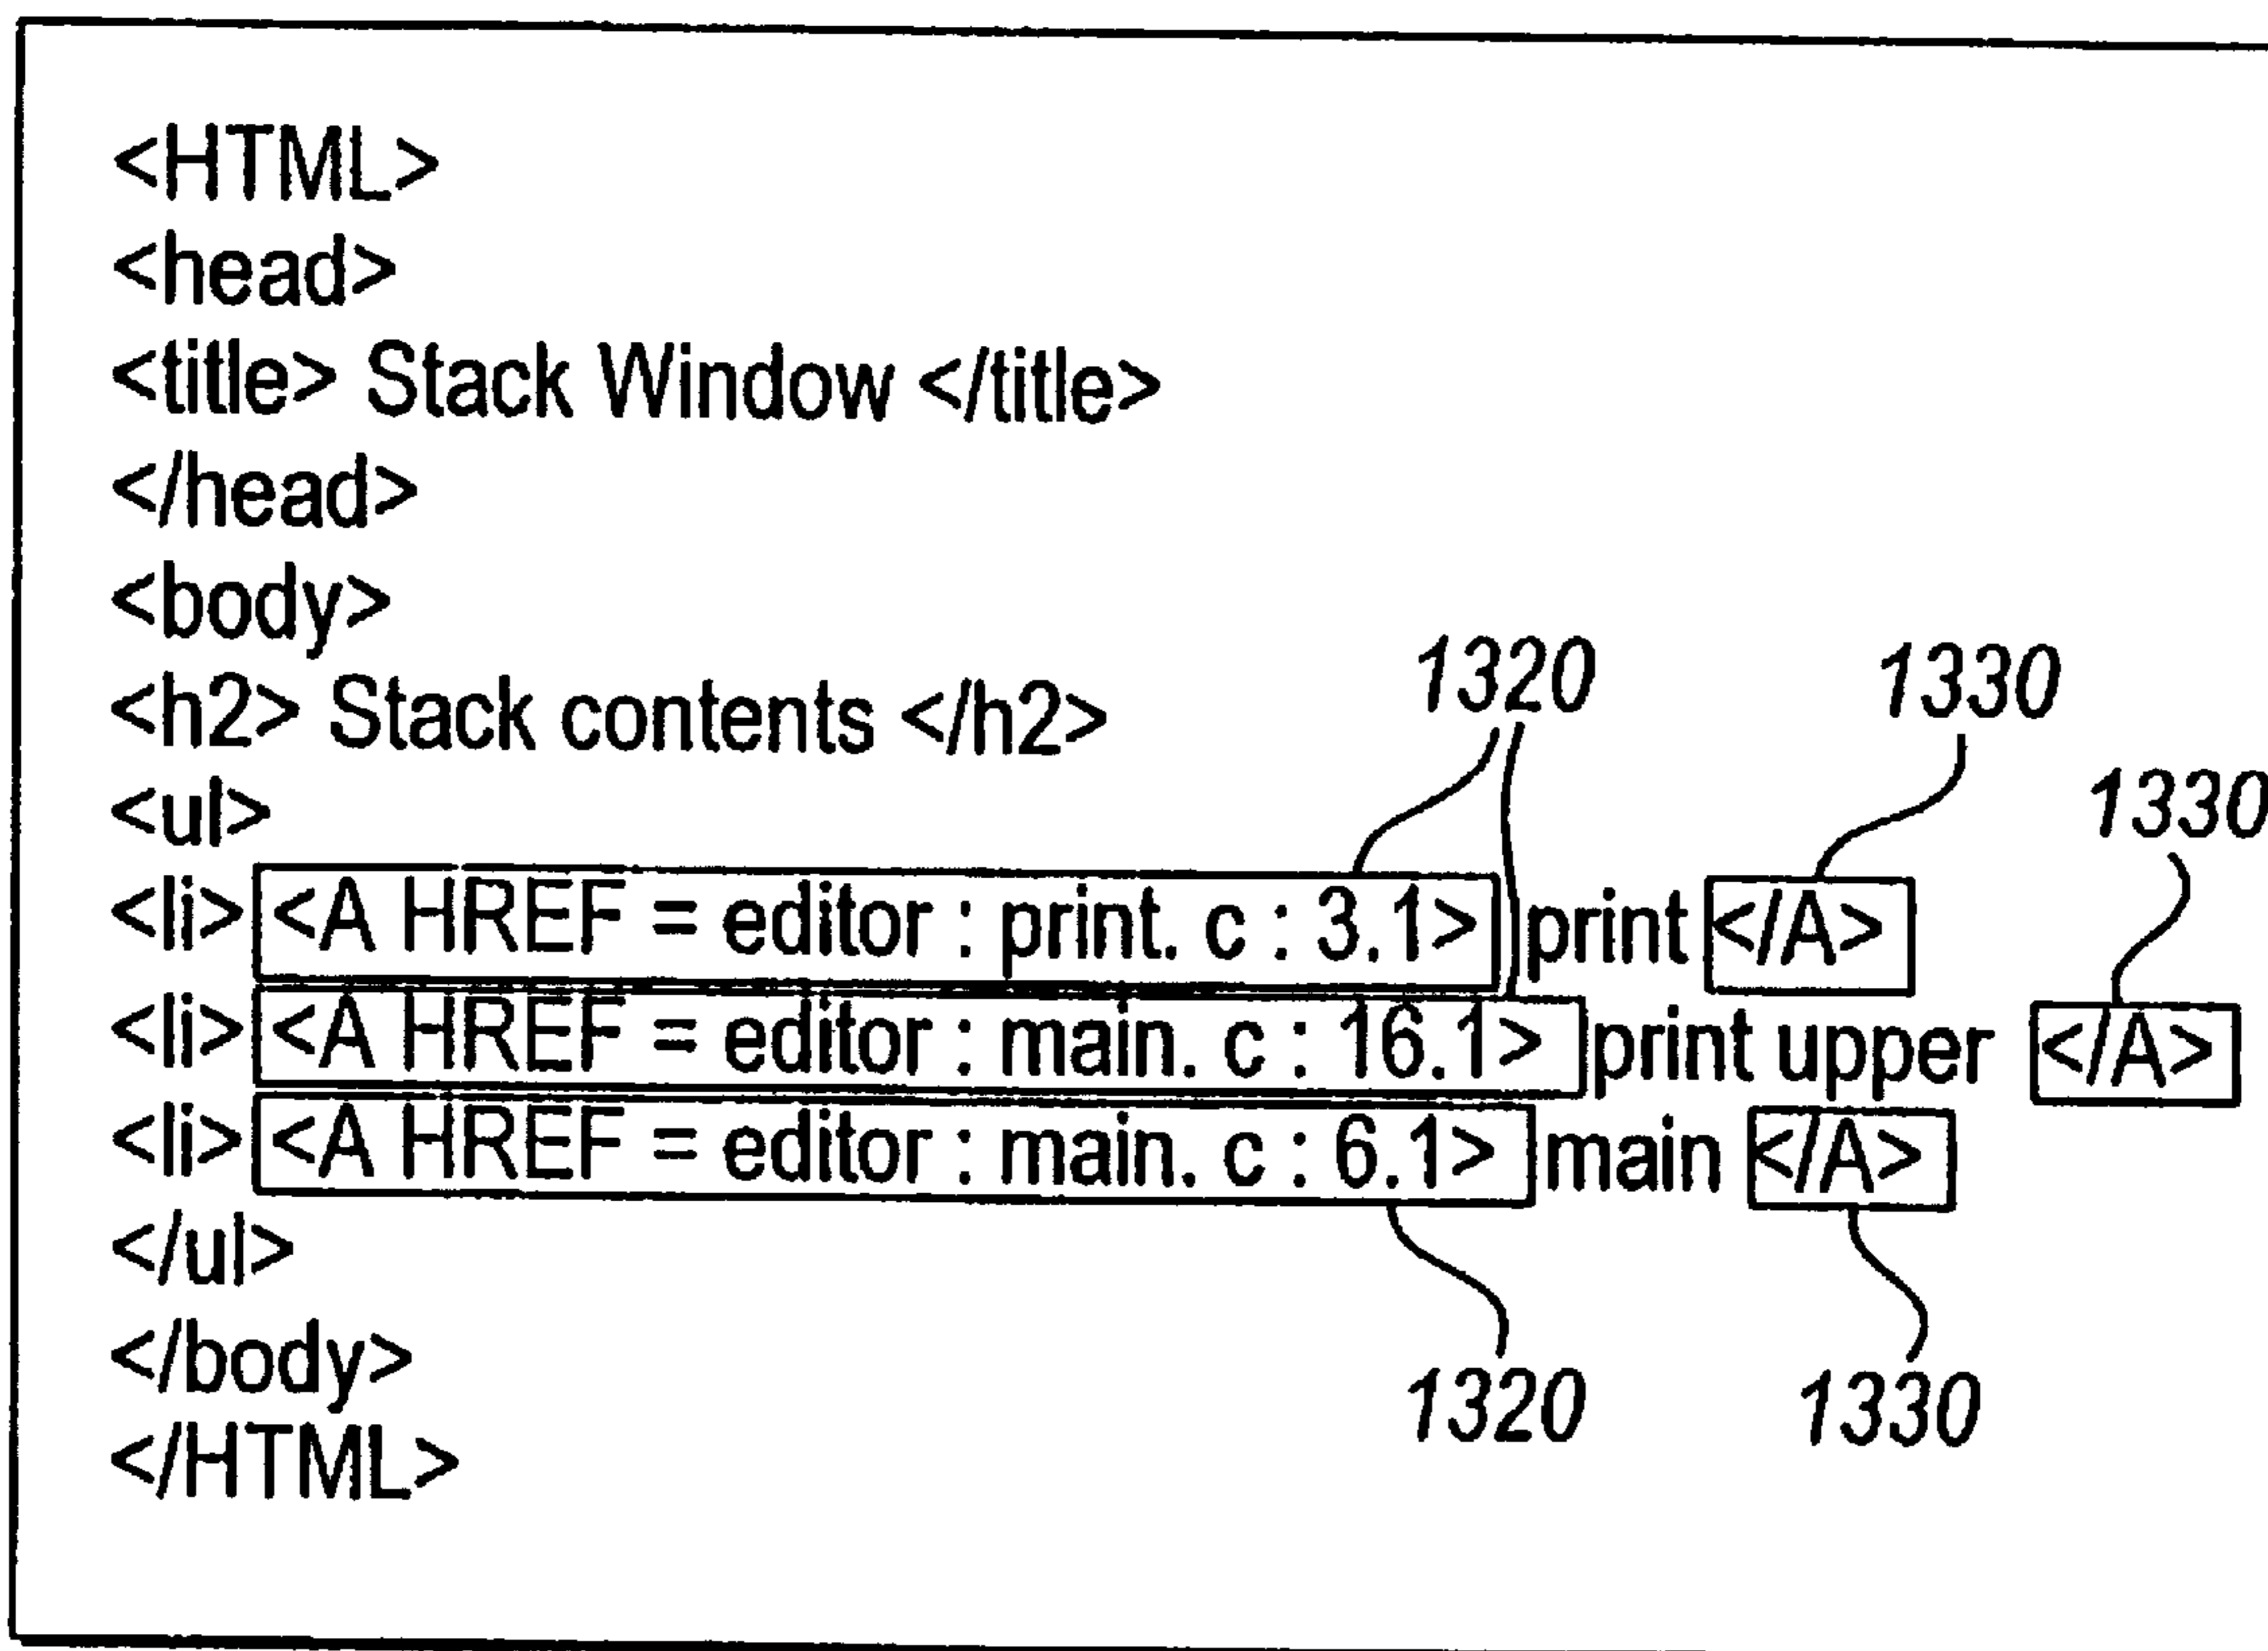 <HTML>
<head>
<title> Stack Window </title>
</head>
<body>
<h2> Stack contents </h2>
1320
1330
<ul>
1330
<li> <A HREF = editor : print. c : 3.1> print </A>
<li> <A HREF = editor : main. c : 16.1> print upper </A>
<li> <A HREF = editor : main. c : 6.1> main </A>
</ul>
</body>
1320
1330
</HTML>